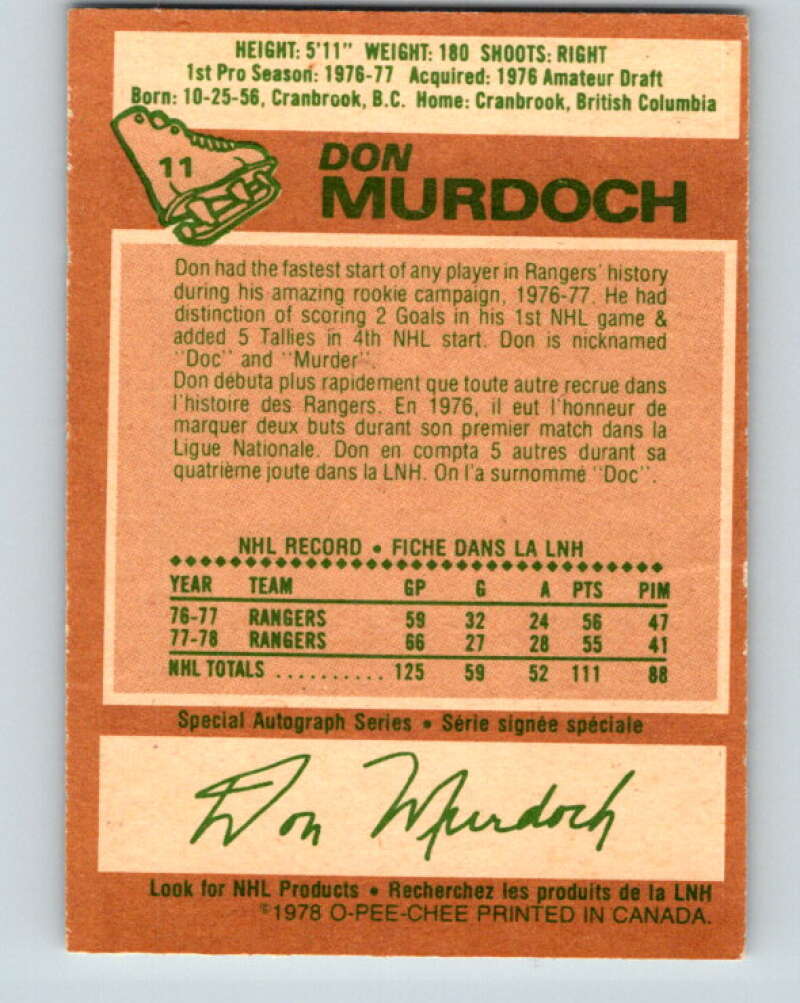 HEIGHT: 5'11" WEIGHT: 180 SHOOTS: RIGHT
1st Pro Season: 1976-77 Acquired: 1976 Amateur Draft
Born: 10-25-56, Cranbrook, B.C. Home: Cranbrook, British Columbia
11
DON
MURDOCH
Don had the fastest start of any player in Rangers' history
during his amazing rookie campaign, 1976-77. He had
distinction of scoring 2 Goals in his 1st NHL game &
added 5 Tallies in 4th NHL start. Don is nicknamed
"Doc" and "Murder".
Don débuta plus rapidement que toute autre recrue dans
l'histoire des Rangers. En 1976, il eut l'honneur de
marquer deux buts durant son premier match dans la
Ligue Nationale. Don en compta 5 autres durant sa
quatrième joute dans la LNH. On l'a surnommé "Doc".
NHL RECORD • FICHE DANS LA LNH
YEAR TEAM GP G A PTS PIM
76-77 RANGERS 59 32 24 56 47
77-78 RANGERS 66 27 28 55 41
NHL TOTALS .......... 125 59 52 111 88
Special Autograph Series • Série signée spéciale
Don Murdoch
Look for NHL Products • Recherchez les produits de la LNH
©1978 O-PEE-CHEE PRINTED IN CANADA.